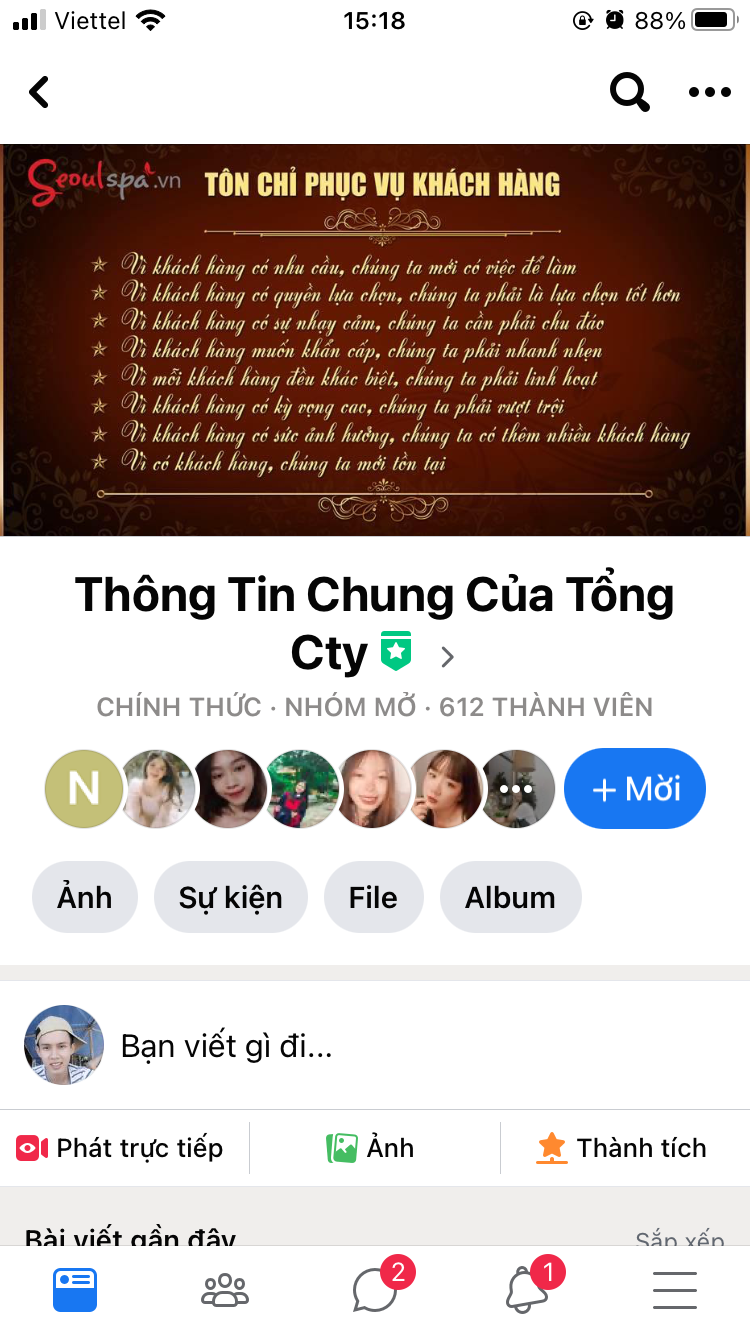 Viettel 15:18 88%
Seoulspa.vn TÔN CHỈ PHỤC VỤ KHÁCH HÀNG
Vì khách hàng có nhu cầu, chúng ta mới có việc để làm
Vì khách hàng có quyền lựa chọn, chúng ta phải là lựa chọn tốt hơn
Vì khách hàng có sự nhạy cảm, chúng ta cần phải chu đáo
Vì khách hàng muốn khẩn cấp, chúng ta phải nhanh nhẹn
Vì mỗi khách hàng đều khác biệt, chúng ta phải linh hoạt
Vì khách hàng có kỳ vọng cao, chúng ta phải vượt trội
Vì khách hàng có sức ảnh hưởng, chúng ta có thêm nhiều khách hàng
Vì có khách hàng, chúng ta mới tồn tại
Thông Tin Chung Của Tổng
Cty
CHÍNH THỨC · NHÓM MỞ · 612 THÀNH VIÊN
N + Mời
Ảnh Sự kiện File Album
Bạn viết gì đi...
Phát trực tiếp Ảnh Thành tích
Bài viết gần đây Sắp xếp
2 1